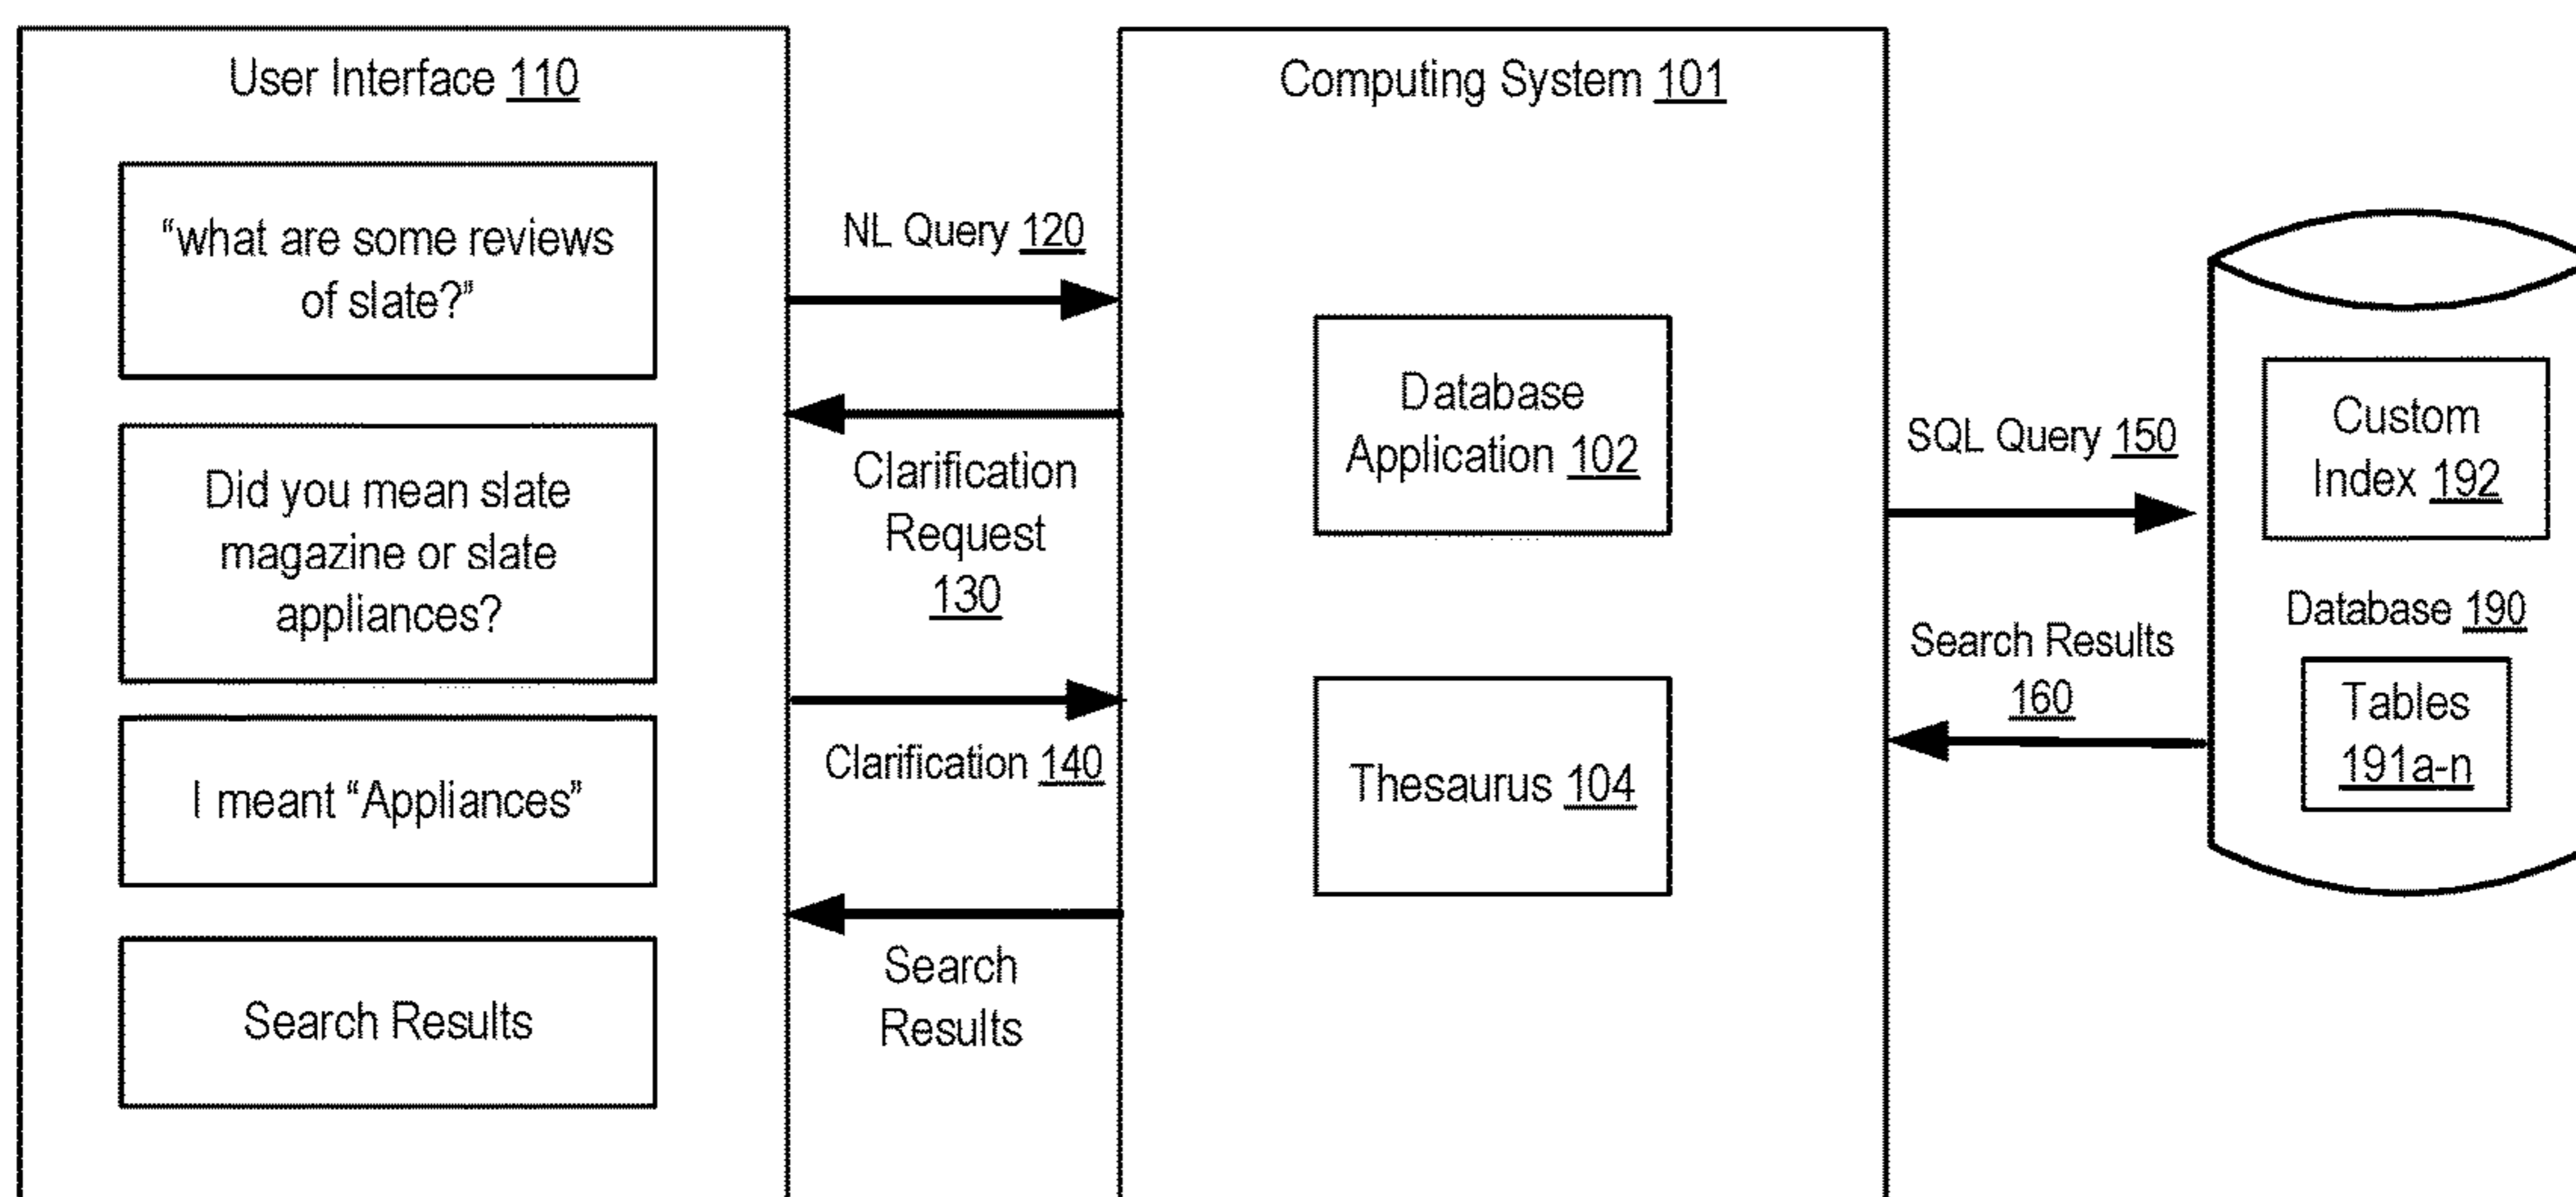 User Interface 110
"what are some reviews
of slate?"
Did you mean slate
magazine or slate
appliances?
I meant "Appliances"
Search Results
NL Query 120
Clarification
Request
130
Clarification 140
Search
Results
Computing System 101
Database
Application 102
Thesaurus 104
SQL Query 150
Search Results
160
Custom
Index 192
Database 190
Tables
191a-n